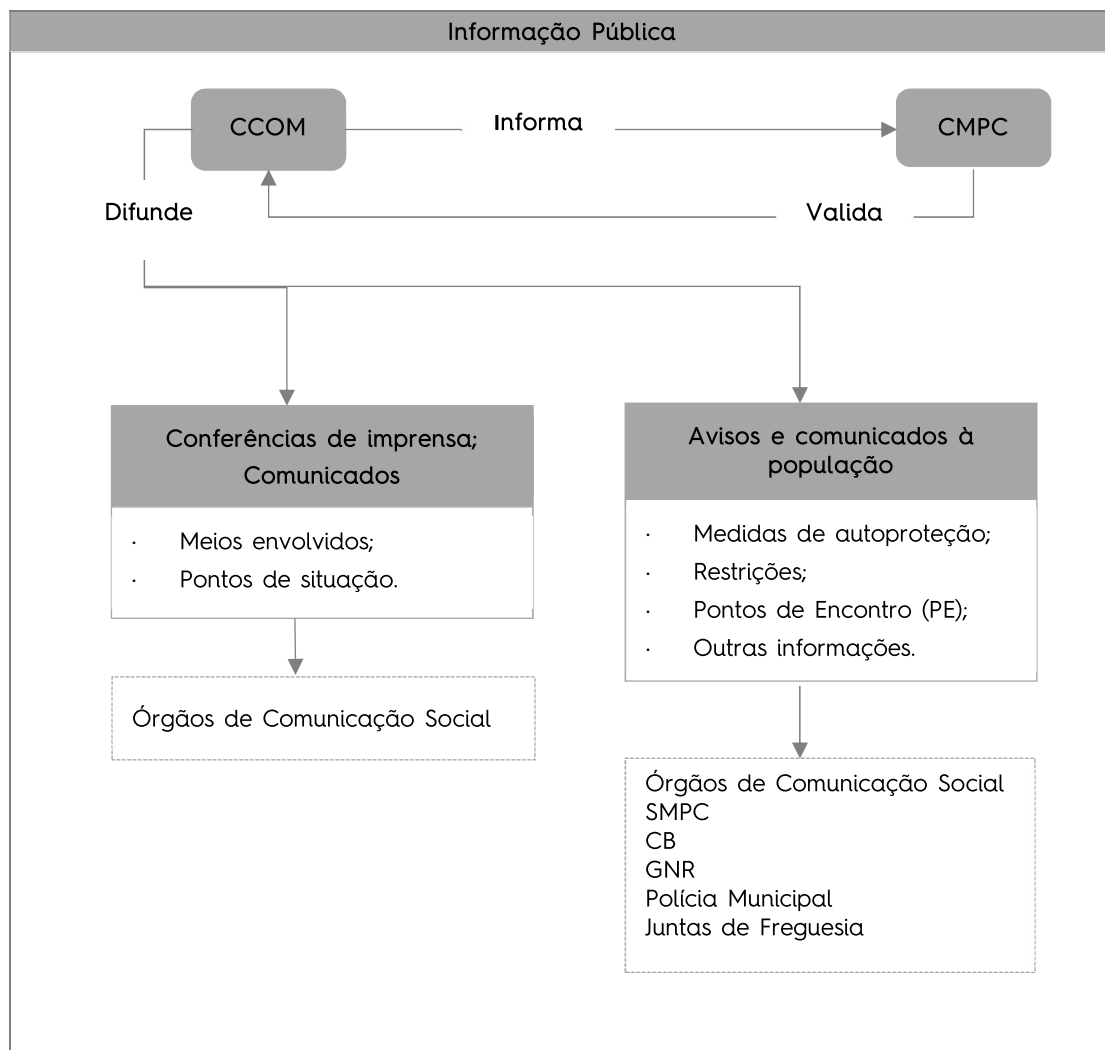 Informação Pública
CCOM
Informa
CMPC
Difunde
Valida
Conferências de imprensa;
Comunicados
· Meios envolvidos;
· Pontos de situação.
Órgãos de Comunicação Social
Avisos e comunicados à
população
· Medidas de autoproteção;
· Restrições;
· Pontos de Encontro (PE);
· Outras informações.
Órgãos de Comunicação Social
SMPC
CB
GNR
Polícia Municipal
Juntas de Freguesia